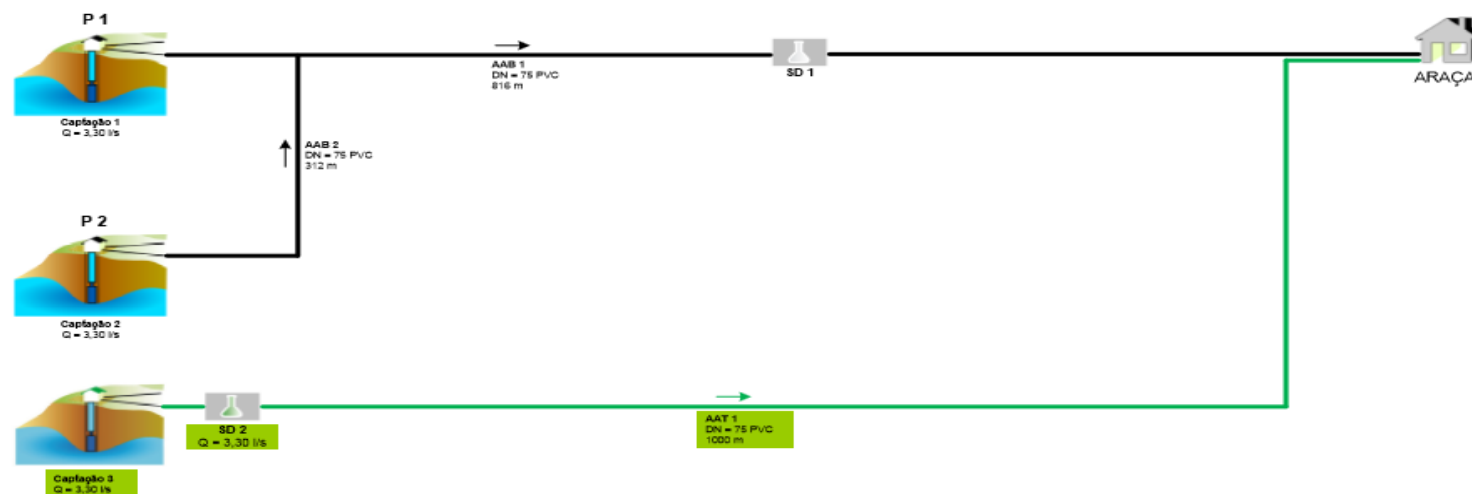 P 1
Captação 1
Q = 3,30 l/s
AAB 1
DN = 75 PVC
816 m
SD 1
ARAÇA
AAB 2
DN = 75 PVC
312 m
P 2
Captação 2
Q = 3,30 l/s
SD 2
Q = 3,30 l/s
AAT 1
DN = 75 PVC
1000 m
Captação 3
Q = 3,30 l/s